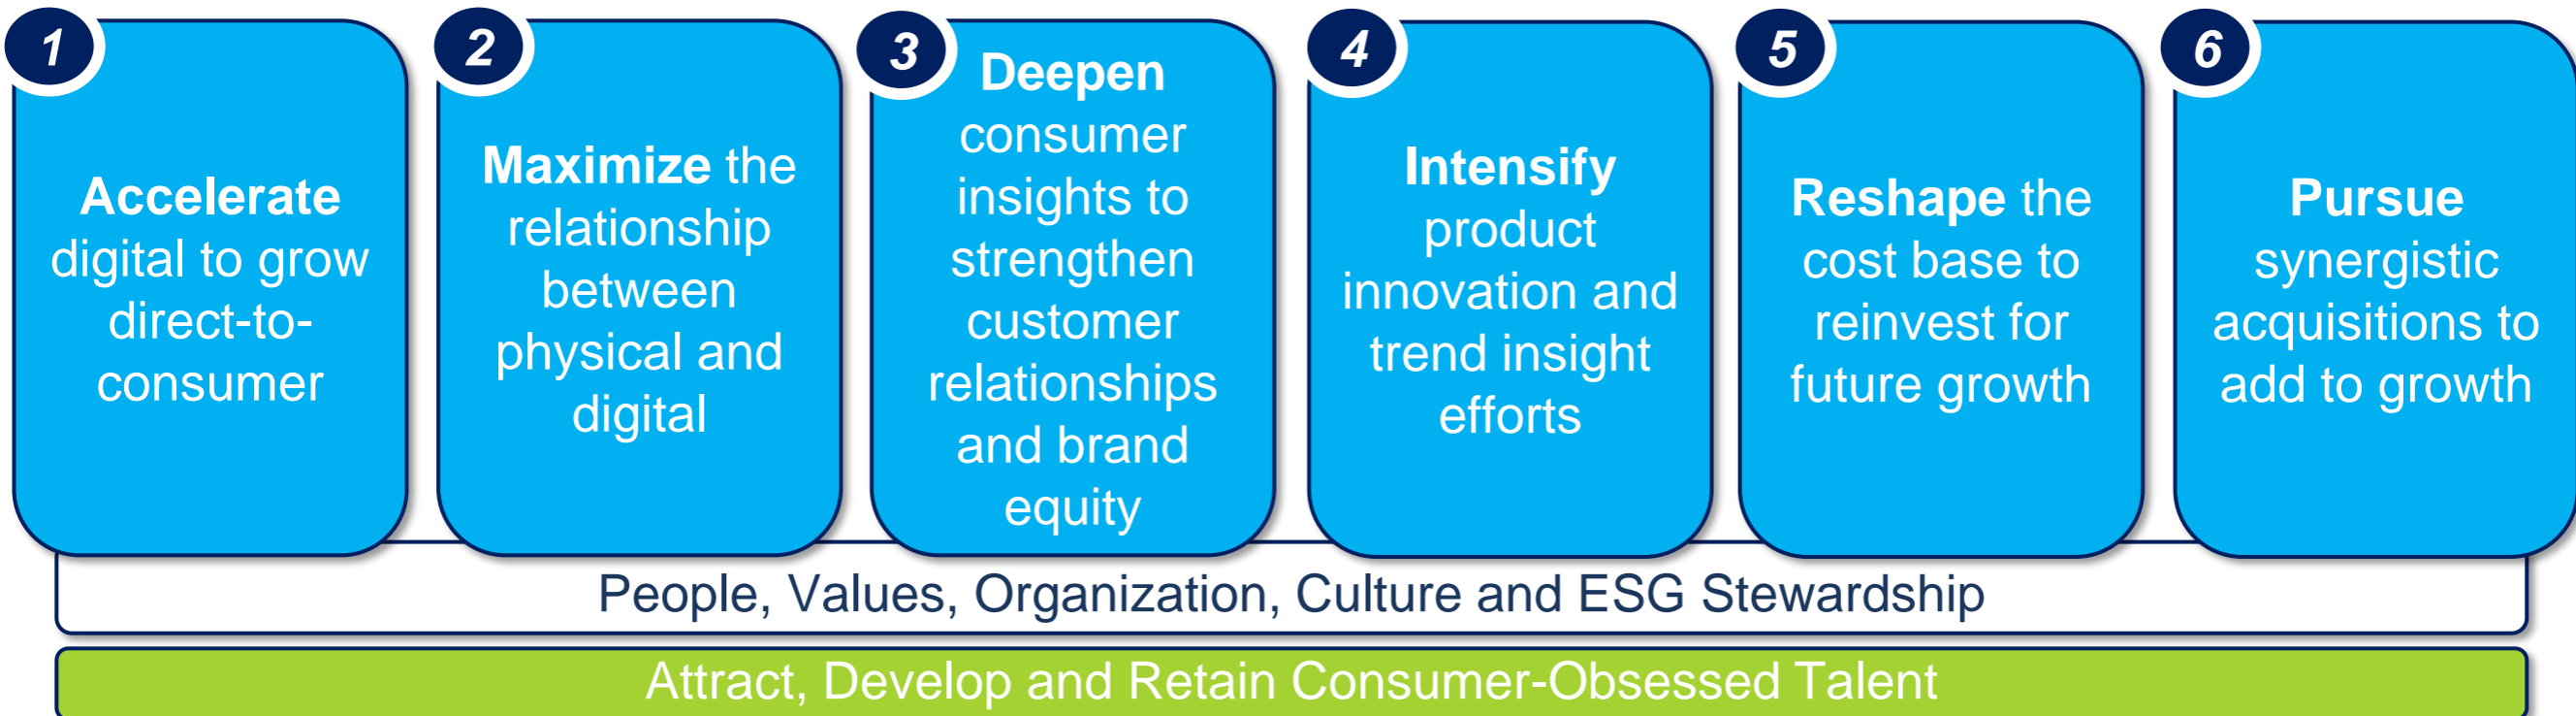 1
Accelerate
digital to grow
direct-to-
consumer
2
Maximize the
relationship
between
physical and
digital
3
Deepen
consumer
insights to
strengthen
customer
relationships
and brand
equity
4
Intensify
product
innovation and
trend insight
efforts
5
Reshape the
cost base to
reinvest for
future growth
6
Pursue
synergistic
acquisitions to
add to growth
People, Values, Organization, Culture and ESG Stewardship
Attract, Develop and Retain Consumer-Obsessed Talent